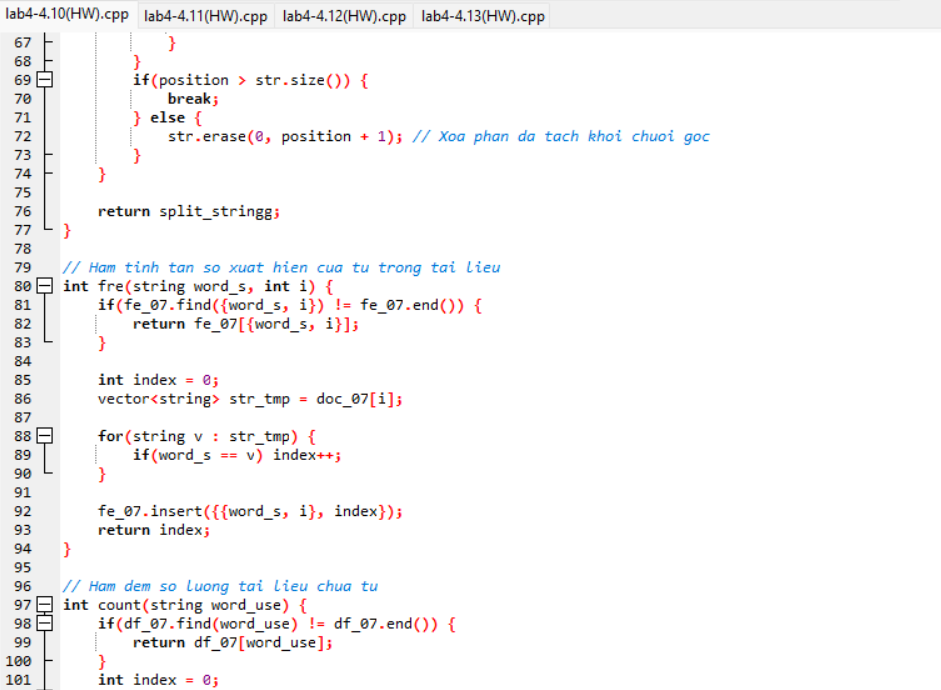 lab4-4.10(HW).cpp lab4-4.11(HW).cpp lab4-4.12(HW).cpp lab4-4.13(HW).cpp
67 }
68 }
69 if(position > str.size()) {
70 break;
71 } else {
72 str.erase(0, position + 1); // Xoa phan da tach khoi chuoi goc
73 }
74 }
75
76 return split_stringg;
77 }
78
79 // Ham tinh tan so xuat hien cua tu trong tai lieu
80 int fre(string word_s, int i) {
81 if(fe_07.find({word_s, i}) != fe_07.end()) {
82 return fe_07[{word_s, i}];
83 }
84
85 int index = 0;
86 vector<string> str_tmp = doc_07[i];
87
88 for(string v : str_tmp) {
89 if(word_s == v) index++;
90 }
91
92 fe_07.insert({{word_s, i}, index});
93 return index;
94 }
95
96 // Ham dem so luong tai lieu chua tu
97 int count(string word_use) {
98 if(df_07.find(word_use) != df_07.end()) {
99 return df_07[word_use];
100 }
101 int index = 0;